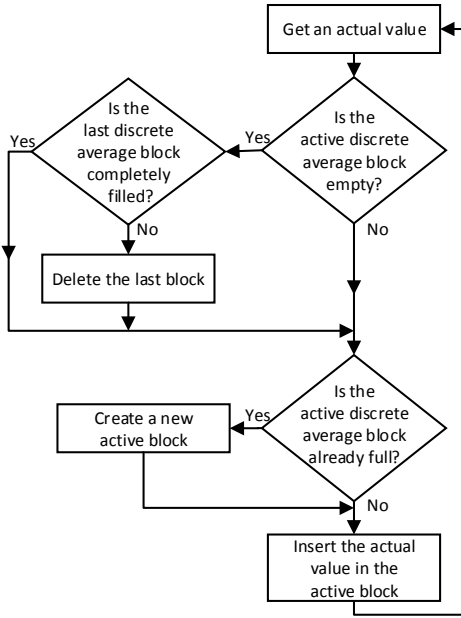 Get an actual value
Is the
active discrete
average block
empty?
Yes
No
Is the
last discrete
average block
completely
filled?
Yes
No
Delete the last block
Is the
active discrete
average block
already full?
Yes
No
Create a new
active block
Insert the actual
value in the
active block